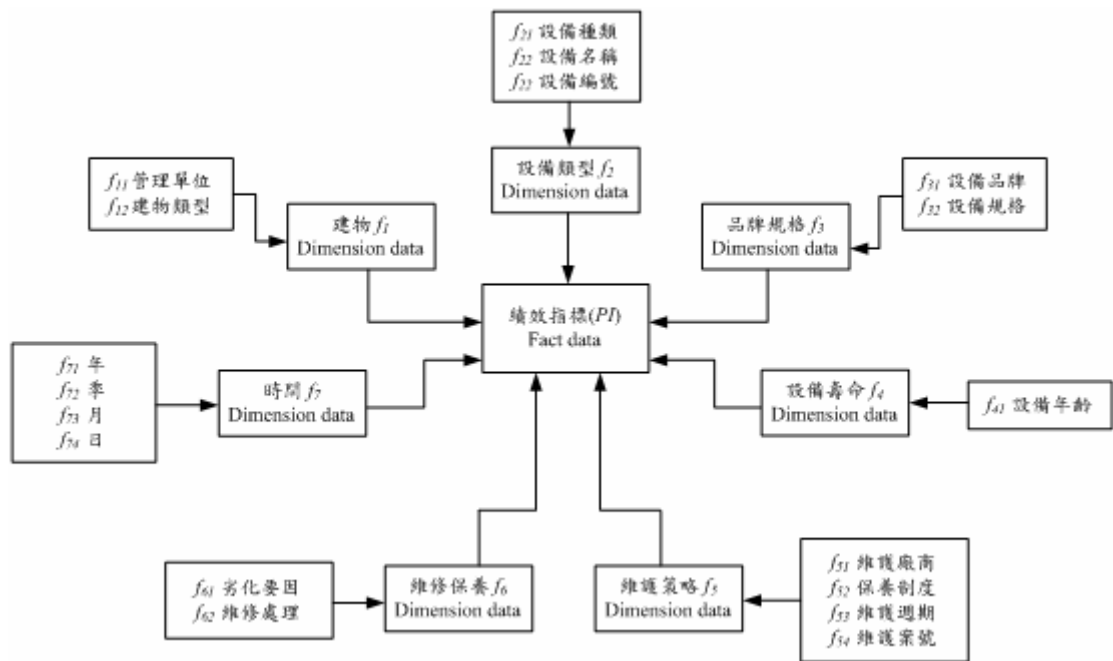 f21 設備種類
f22 設備名稱
f22 設備編號
設備類型 f2
Dimension data
f11 管理單位
f12 建物類型
建物 f1
Dimension data
f31 設備品牌
f32 設備規格
品牌規格 f3
Dimension data
績效指標(PI)
Fact data
f71 年
f72 季
f73 月
f74 日
時間 f7
Dimension data
設備壽命 f4
Dimension data
f41 設備年齡
f61 劣化要因
f62 維修處理
維修保養 f6
Dimension data
維護策略 f5
Dimension data
f51 維護廠商
f52 保養制度
f53 維護週期
f54 維護案號